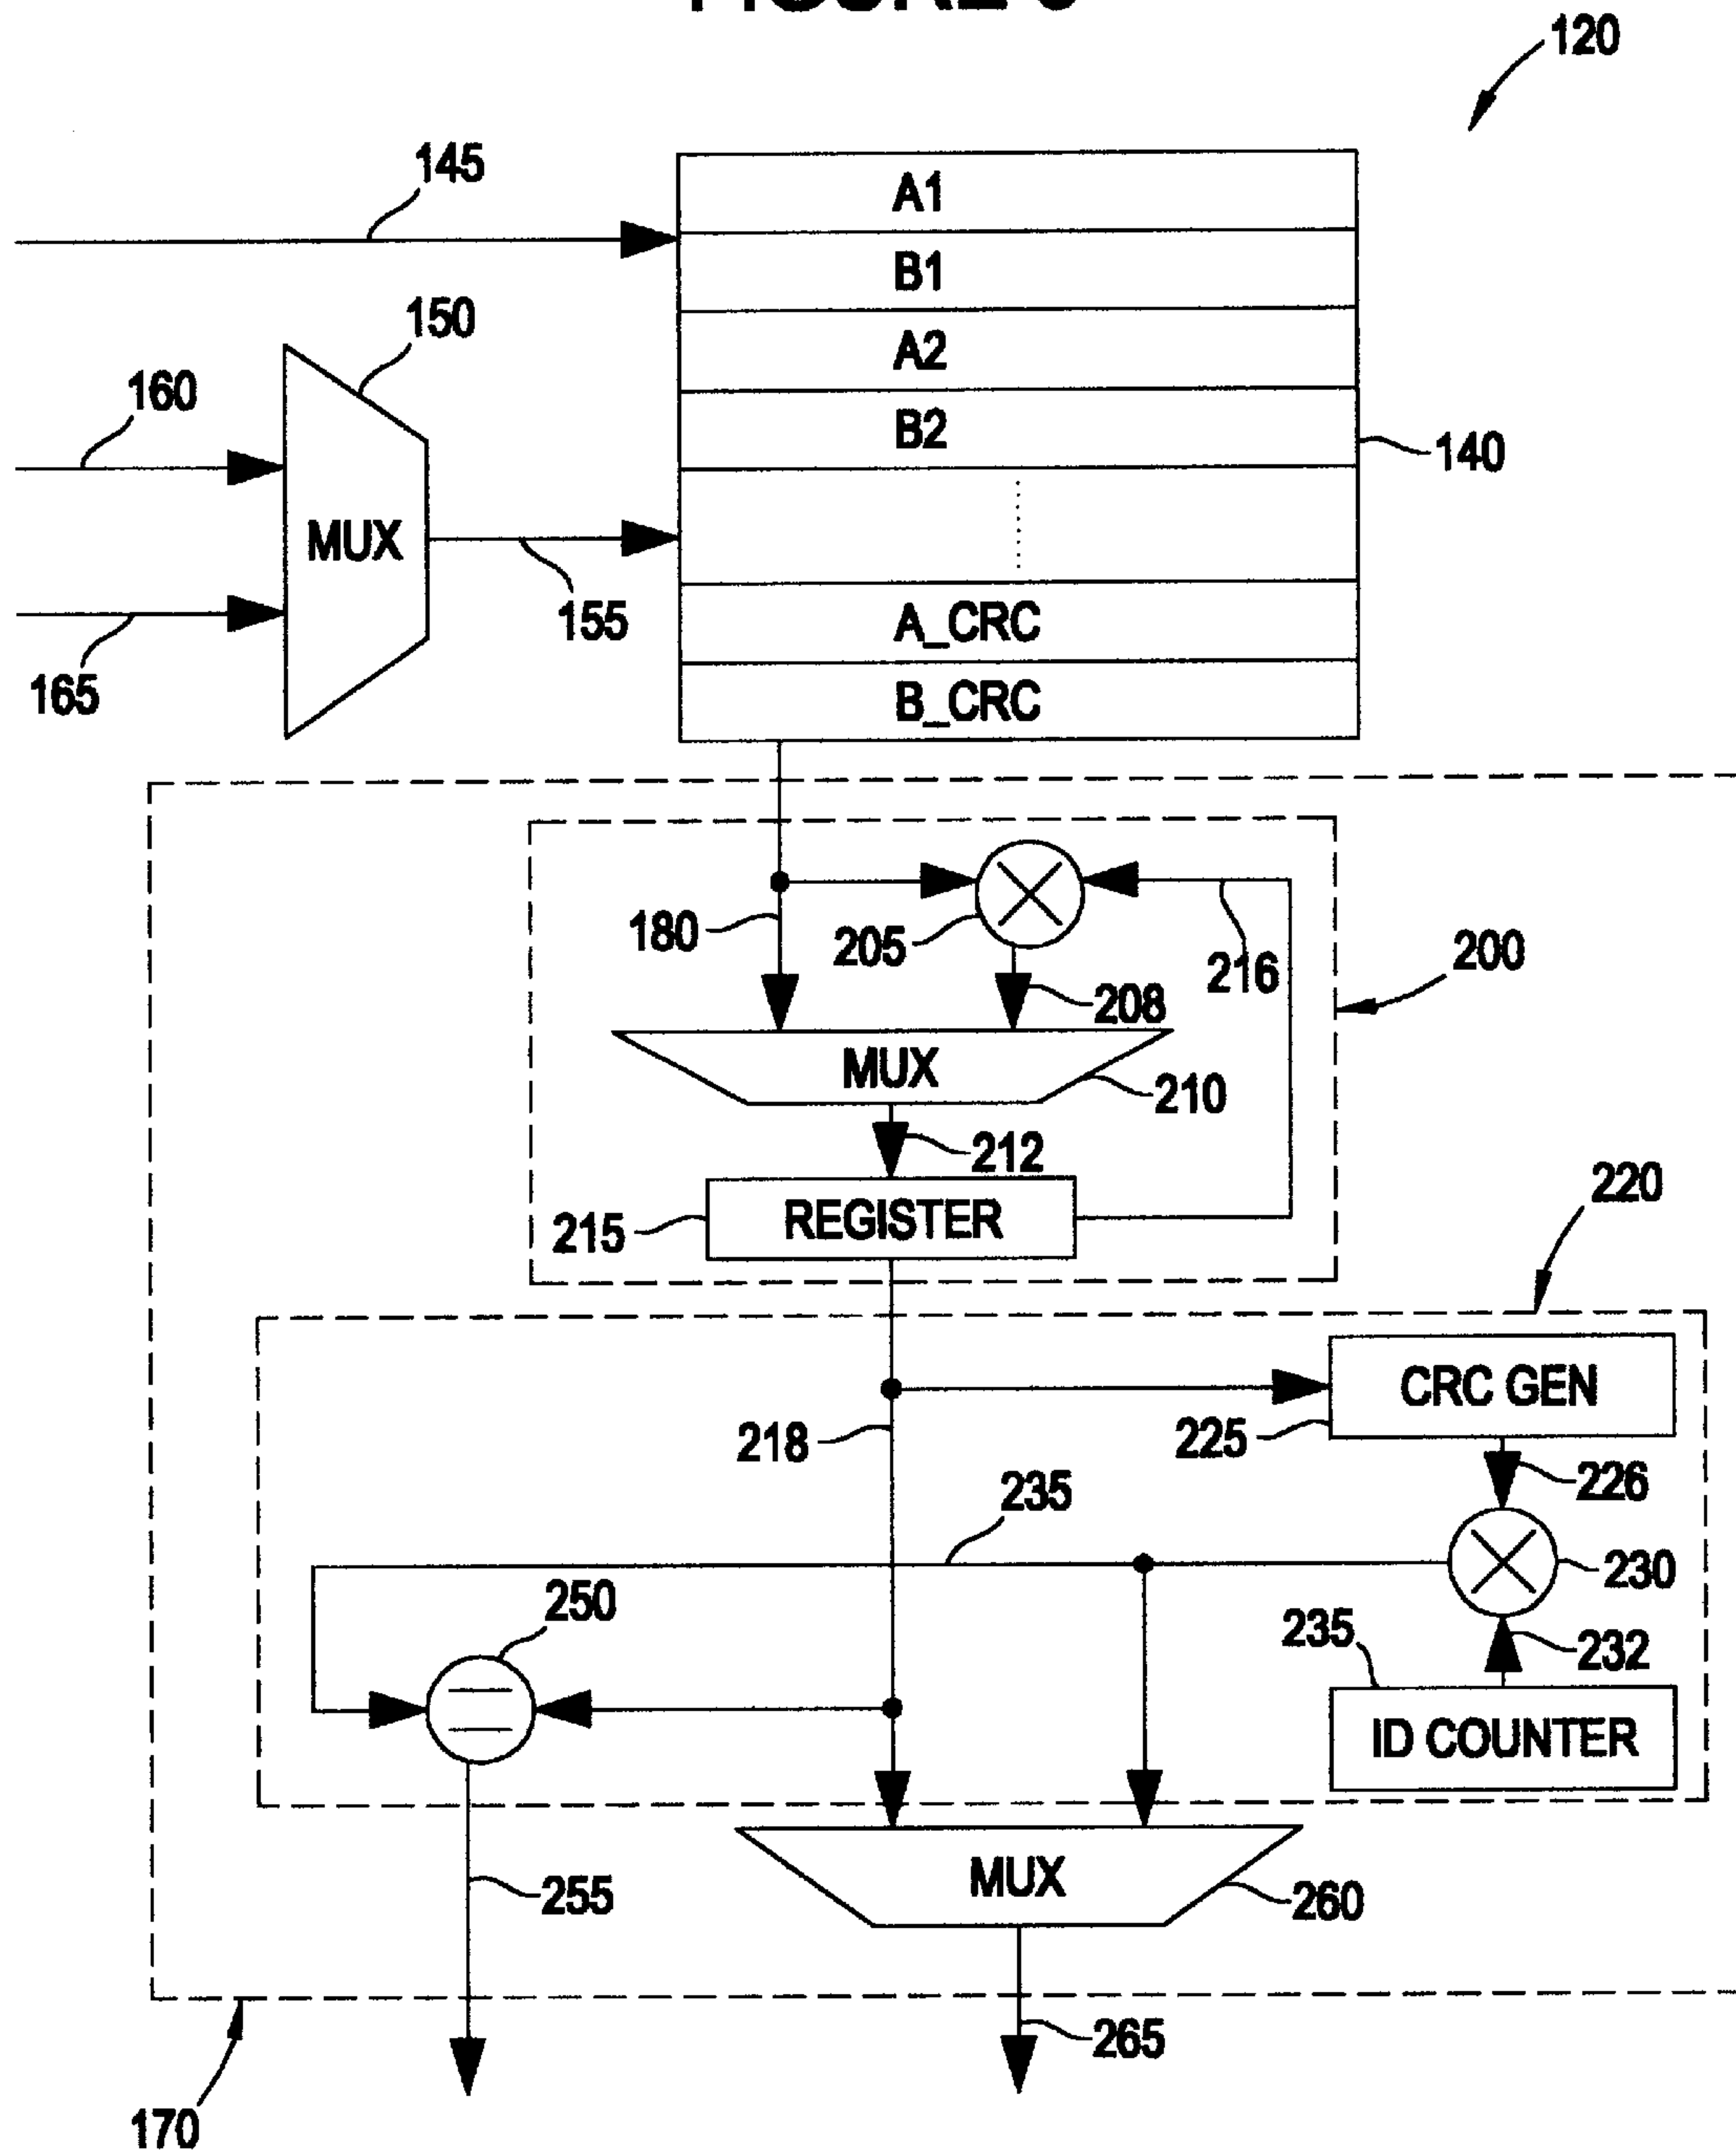 120
145
A1
B1
150
A2
160
B2
140
MUX
155
A_CRC
165
B_CRC
180
205
216
200
208
MUX
210
212
220
215
REGISTER
CRC GEN
218
225
235
226
250
230
235
232
ID COUNTER
MUX
255
260
265
170